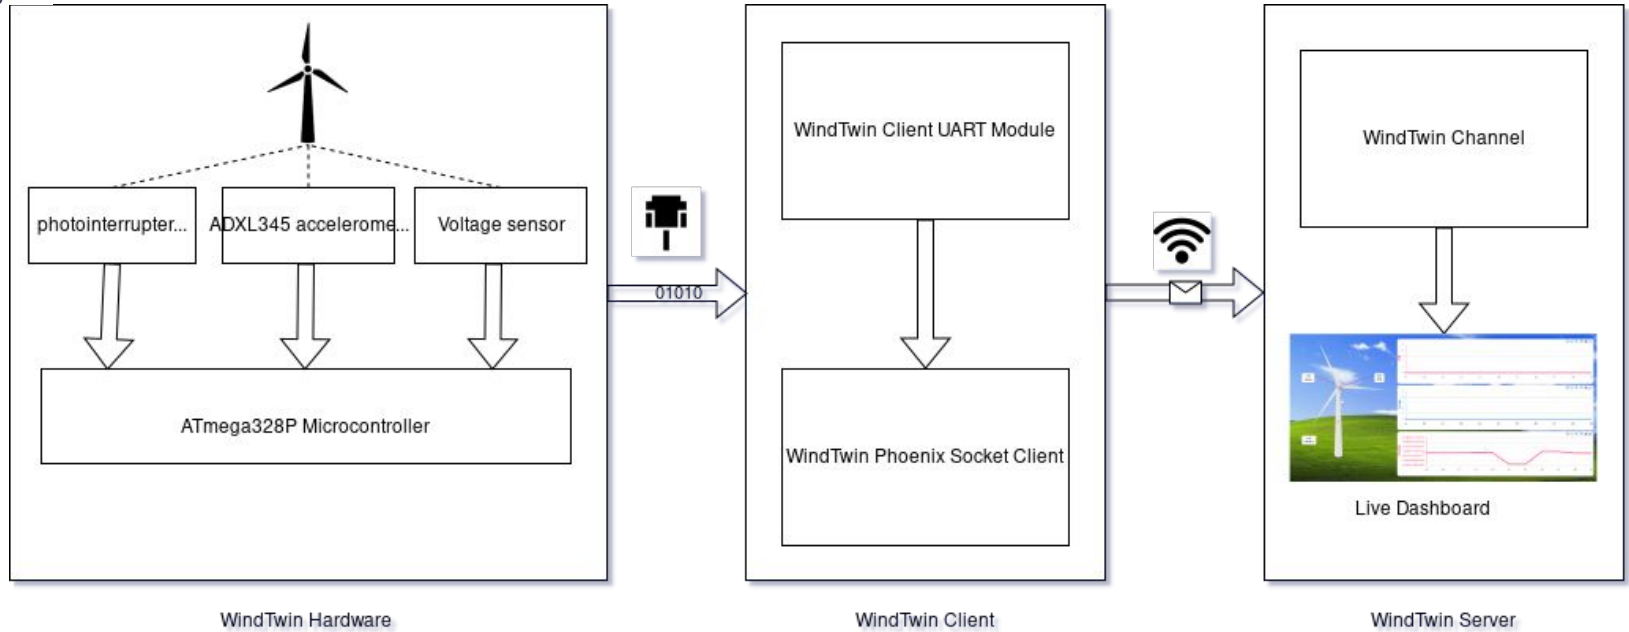 photointerrupter...
ADXL345 accelerome...
Voltage sensor
ATmega328P Microcontroller
WindTwin Hardware
01010
WindTwin Client UART Module
WindTwin Phoenix Socket Client
WindTwin Client
WindTwin Channel
Live Dashboard
WindTwin Server